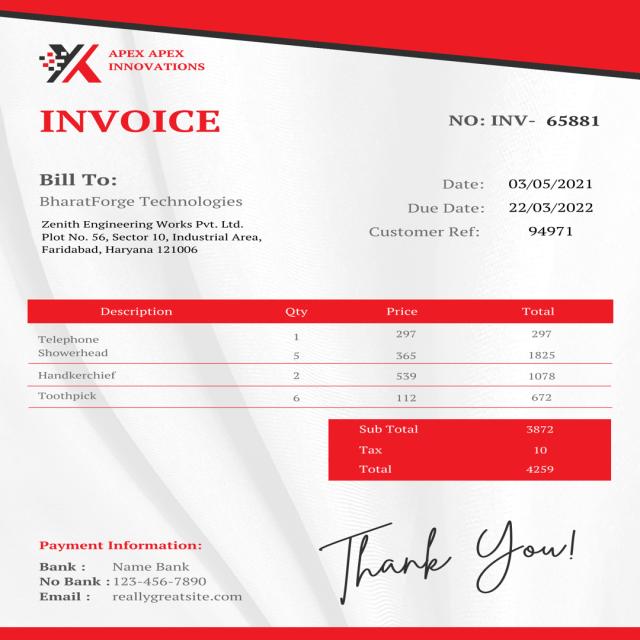 APEX APEX
INNOVATIONS
INVOICE
NO: INV- 65881
Bill To:
BharatForge Technologies
Zenith Engineering Works Pvt. Ltd.
Plot No. 56, Sector 10, Industrial Area,
Faridabad, Haryana 121006
Date: 03/05/2021
Due Date: 22/03/2022
Customer Ref: 94971
Description Qty Price Total
Telephone 1 297 297
Showerhead 5 365 1825
Handkerchief 2 539 1078
Toothpick 6 112 672
Sub Total 3872
Tax 10
Total 4259
Payment Information:
Bank : Name Bank
No Bank : 123-456-7890
Email : reallygreatsite.com
Thank You!